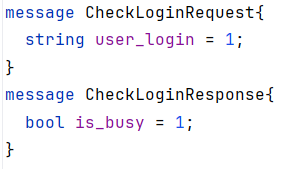 message CheckLoginRequest{
  string user_login = 1;
}
message CheckLoginResponse{
  bool is_busy = 1;
}